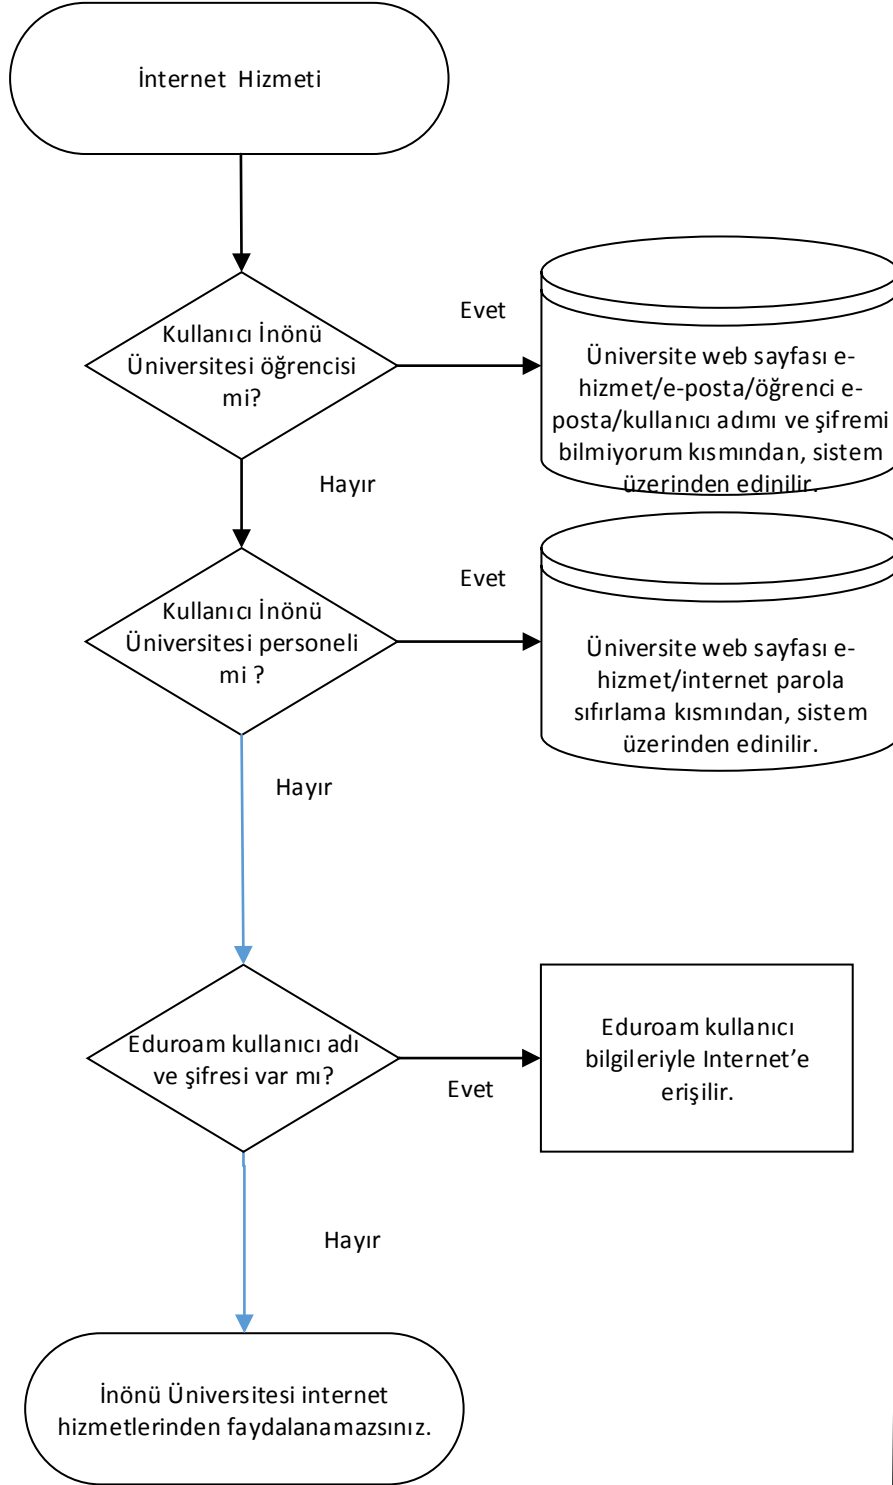 İnternet Hizmeti
Kullanıcı İnönü
Üniversitesi öğrencisi
mi?
Evet
Üniversite web sayfası e-
hizmet/e-posta/öğrenci e-
posta/kullanıcı adımı ve şifremi
bilmiyorum kısmından, sistem
üzerinden edinilir.
Hayır
Kullanıcı İnönü
Üniversitesi personeli
mi ?
Evet
Üniversite web sayfası e-
hizmet/internet parola
sıfırlama kısmından, sistem
üzerinden edinilir.
Hayır
Eduroam kullanıcı adı
ve şifresi var mı?
Evet
Eduroam kullanıcı
bilgileriyle Internet’e
erişilir.
Hayır
İnönü Üniversitesi internet
hizmetlerinden faydalanamazsınız.